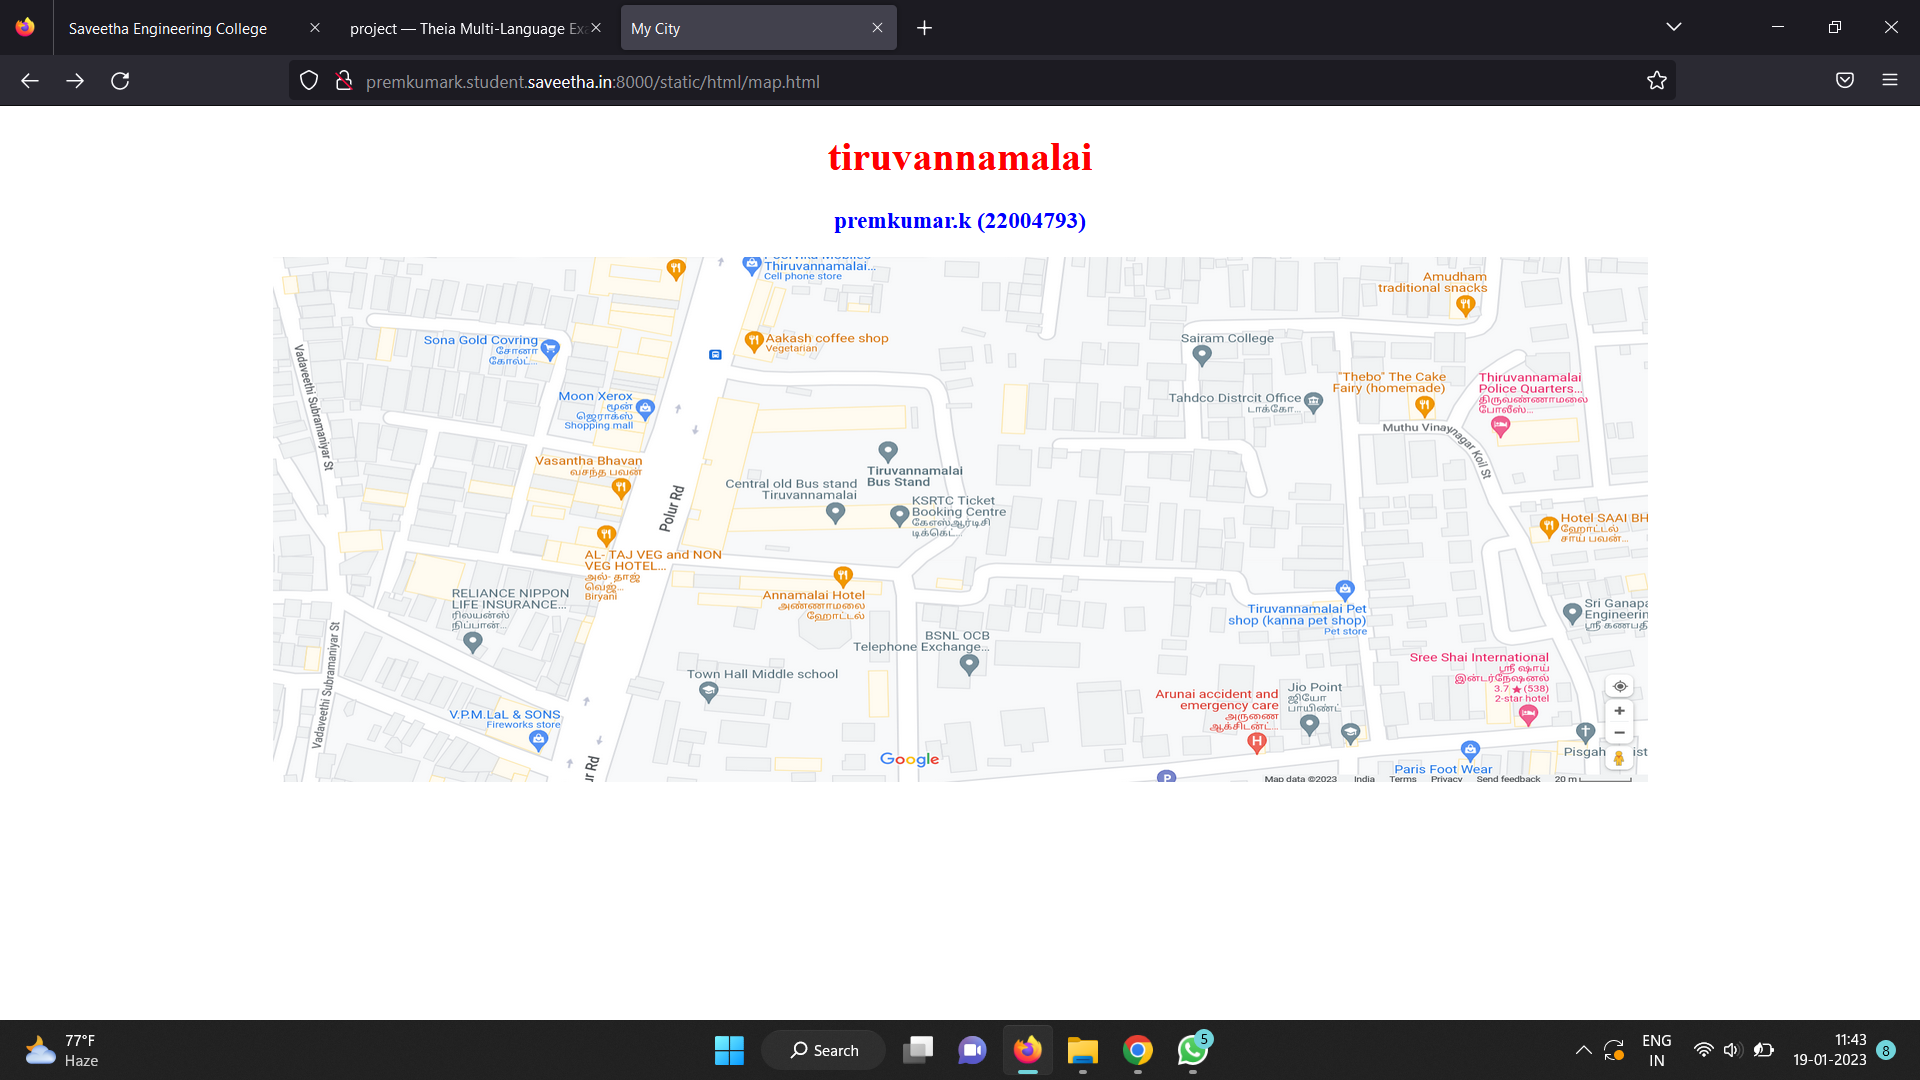 Saveetha Engineering College
project — Theia Multi-Language Exa
My City
premkumark.student.saveetha.in:8000/static/html/map.html
tiruvannamalai
premkumar.k (22004793)
Thiruvannamalai...
Cell phone store
Amudham
traditional snacks
Sona Gold Covring
சோனா
கோல்ட்...
Aakash coffee shop
Vegetarian
Sairam College
Vadaveethi Subramaniyar St
Moon Xerox
மூன்
ஜெராக்ஸ்
Shopping mall
"Thebo" The Cake
Fairy (homemade)
Thiruvannamalai
Police Quarters...
திருவண்ணாமலை
போலீஸ்...
Tahdco Distrcit Office
டாக்கோ...
Muthu Vinaynagar Koil St
Vasantha Bhavan
வசந்த பவன்
Tiruvannamalai
Bus Stand
Central old Bus stand
Tiruvannamalai
KSRTC Ticket
Booking Centre
கேஎஸ்ஆர்டிசி
டிக்கெட்...
Polur Rd
Hotel SAAI BH
ஹோட்டல்
சாய் பவன்...
AL- TAJ VEG and NON
VEG HOTEL...
அல்- தாஜ்
வெஜ்...
Biryani
Annamalai Hotel
அண்ணாமலை
ஹோட்டல்
RELIANCE NIPPON
LIFE INSURANCE...
ரிலயன்ஸ்
நிப்பான்...
Tiruvannamalai Pet
shop (kanna pet shop)
Pet store
Sri Ganapa
Engineering
ஸ்ரீ கணபதி
BSNL OCB
Telephone Exchange...
Vadaveethi Subramaniyar St
Town Hall Middle school
Sree Shai International
ஸ்ரீ ஷாய்
இன்டர்நேஷனல்
3.7 ★ (538)
2-star hotel
Arunai accident and
emergency care
அருணை
ஆக்சிடன்ட்...
Jio Point
ஜியோ
பாயிண்ட்
V.P.M.LaL & SONS
Fireworks store
ur Rd
Google
H
P
Pisgah
ist
Paris Foot Wear
Map data ©2023 India Terms Privacy Send feedback 20 m
77°F
Haze
Search
5
ENG
IN
11:43
19-01-2023
8